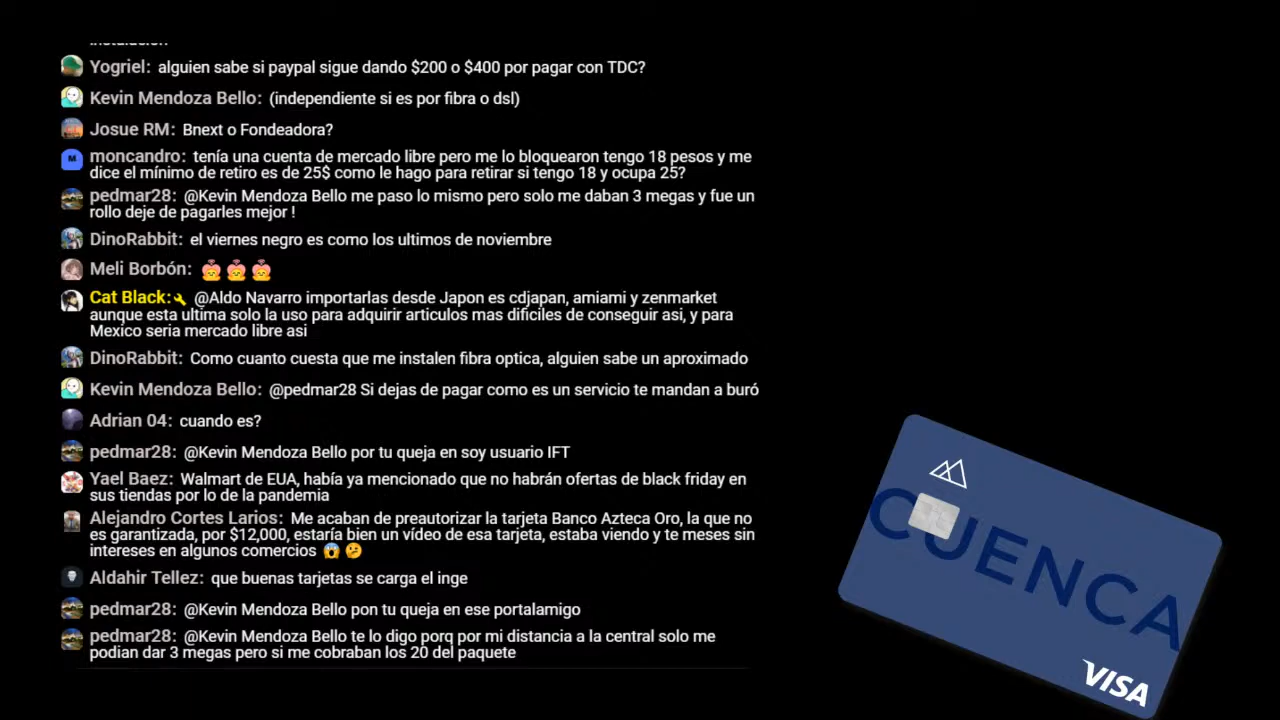 instalación
Yogriel: alguien sabe si paypal sigue dando $200 o $400 por pagar con TDC?
Kevin Mendoza Bello: (independiente si es por fibra o dsl)
Josue RM: Bnext o Fondeadora?
M
moncandro: tenía una cuenta de mercado libre pero me lo bloquearon tengo 18 pesos y me
dice el mínimo de retiro es de 25$ como le hago para retirar si tengo 18 y ocupa 25?
pedmar28: @Kevin Mendoza Bello me paso lo mismo pero solo me daban 3 megas y fue un
rollo deje de pagarles mejor !
DinoRabbit: el viernes negro es como los ultimos de noviembre
Meli Borbón:
Cat Black: @Aldo Navarro importarlas desde Japon es cdjapan, amiami y zenmarket
aunque esta ultima solo la uso para adquirir articulos mas dificiles de conseguir asi, y para
Mexico seria mercado libre asi
DinoRabbit: Como cuanto cuesta que me instalen fibra optica, alguien sabe un aproximado
Kevin Mendoza Bello: @pedmar28 Si dejas de pagar como es un servicio te mandan a buró
Adrian 04: cuando es?
pedmar28: @Kevin Mendoza Bello por tu queja en soy usuario IFT
Yael Baez: Walmart de EUA, había ya mencionado que no habrán ofertas de black friday en
sus tiendas por lo de la pandemia
Alejandro Cortes Larios: Me acaban de preautorizar la tarjeta Banco Azteca Oro, la que no
es garantizada, por $12,000, estaría bien un vídeo de esa tarjeta, estaba viendo y te meses sin
intereses en algunos comercios 😱 🤔
Aldahir Tellez: que buenas tarjetas se carga el inge
pedmar28: @Kevin Mendoza Bello pon tu queja en ese portalamigo
pedmar28: @Kevin Mendoza Bello te lo digo porq por mi distancia a la central solo me
podian dar 3 megas pero si me cobraban los 20 del paquete
CUENCA
VISA